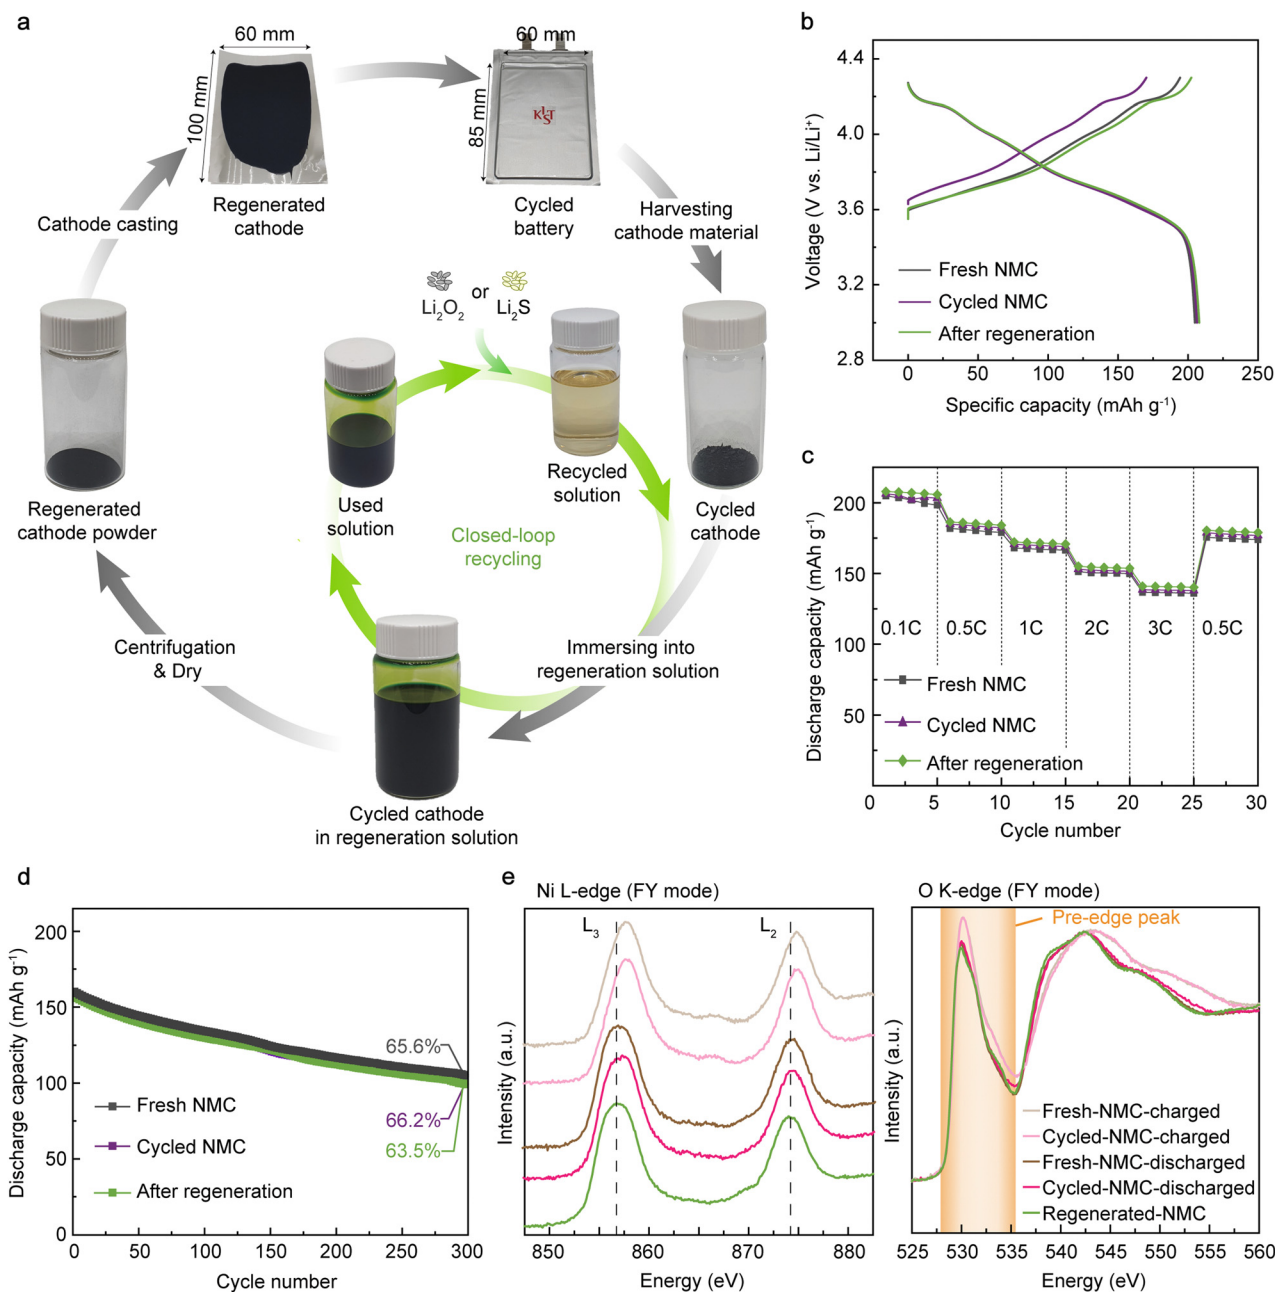 a
60 mm
100 mm
Regenerated
cathode
60 mm
85 mm
KIST
Cycled
battery
Cathode casting
Harvesting
cathode material
Li₂O₂
or
Li₂S
Regenerated
cathode powder
Used
solution
Recycled
solution
Cycled
cathode
Closed-loop
recycling
Centrifugation
& Dry
Immersing into
regeneration solution
Cycled cathode
in regeneration solution
b
Voltage (V vs. Li/Li⁺)
4.4
4.0
3.6
3.2
2.8
Fresh NMC
Cycled NMC
After regeneration
0 50 100 150 200 250
Specific capacity (mAh g⁻¹)
c
Discharge capacity (mAh g⁻¹)
200
150
100
50
0.1C 0.5C 1C 2C 3C 0.5C
Fresh NMC
Cycled NMC
After regeneration
0 5 10 15 20 25 30
Cycle number
d
Discharge capacity (mAh g⁻¹)
200
150
100
50
0
65.6%
66.2%
63.5%
Fresh NMC
Cycled NMC
After regeneration
0 50 100 150 200 250 300
Cycle number
e
Ni L-edge (FY mode)
L₃
L₂
Intensity (a.u.)
850 860 870 880
Energy (eV)
O K-edge (FY mode)
Pre-edge peak
Intensity (a.u.)
Fresh-NMC-charged
Cycled-NMC-charged
Fresh-NMC-discharged
Cycled-NMC-discharged
Regenerated-NMC
525 530 535 540 545 550 555 560
Energy (eV)